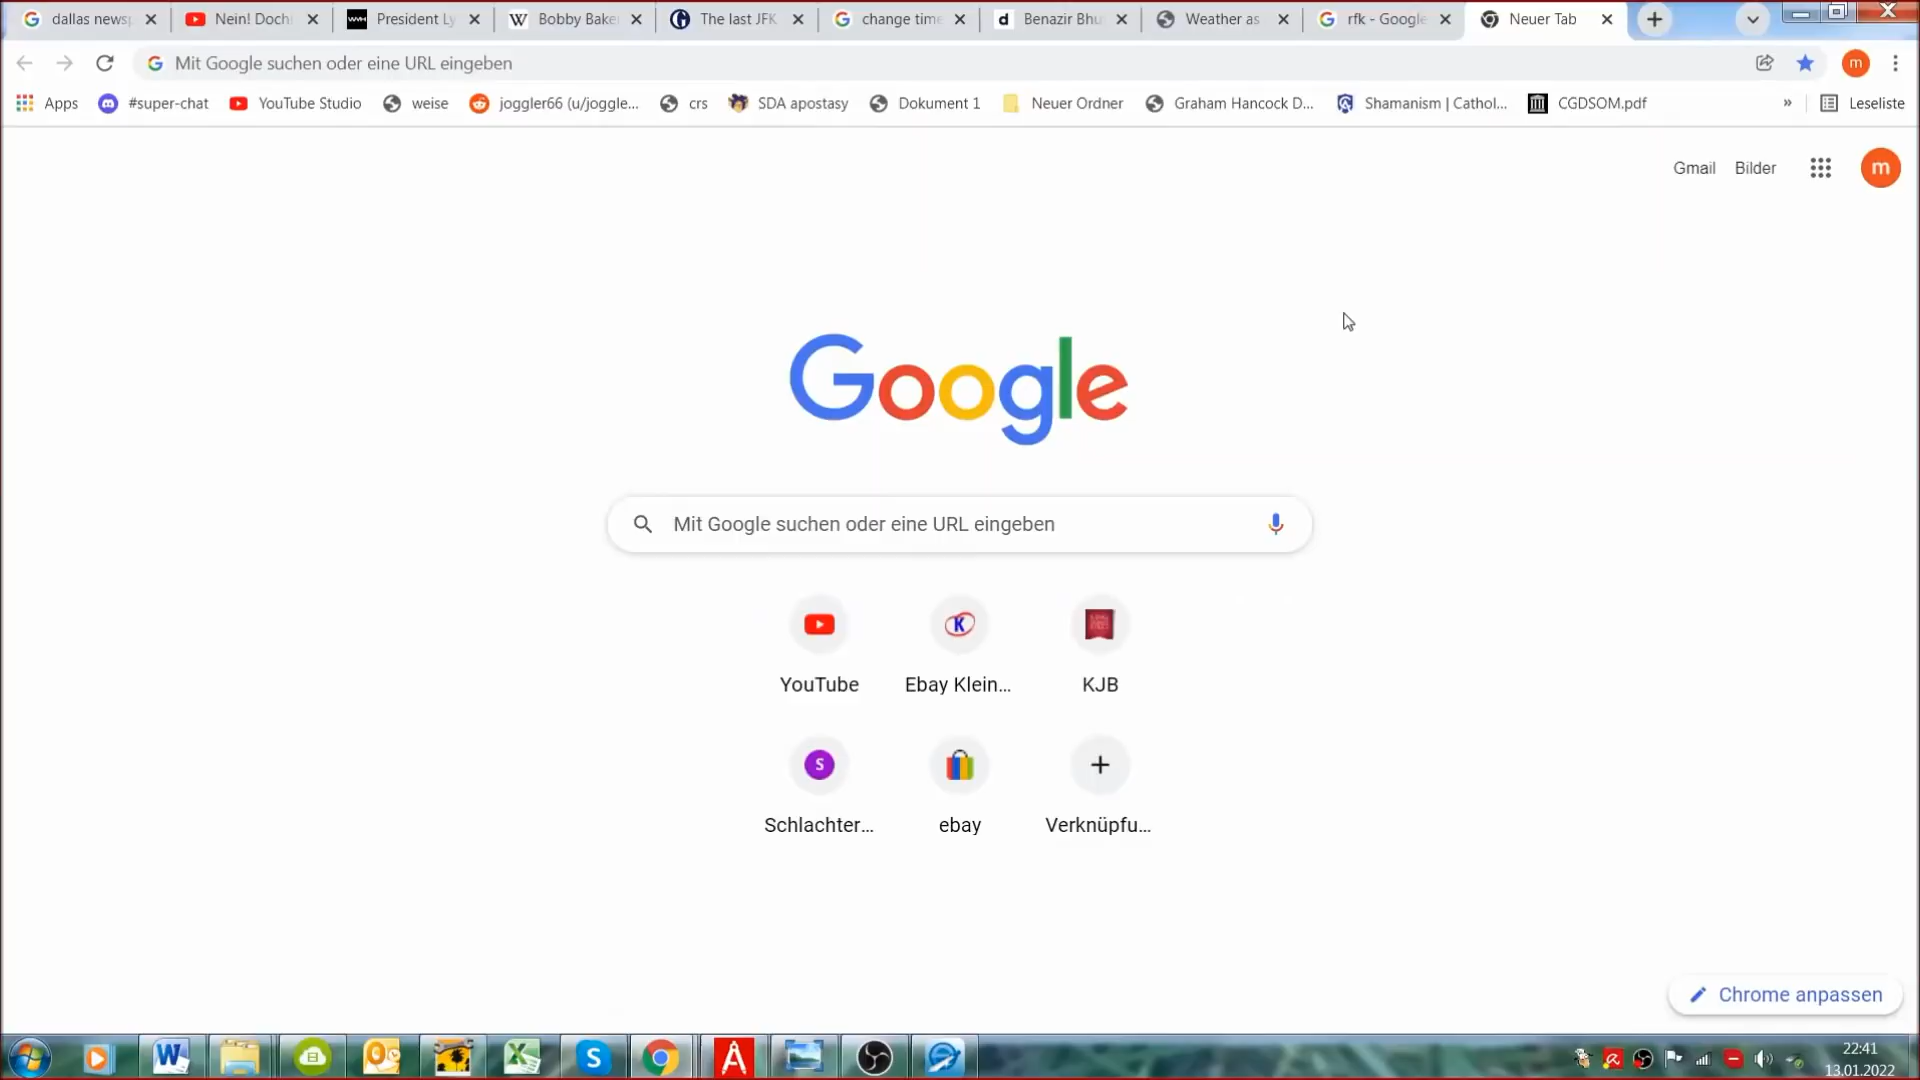 dallas newsp
Nein! Doch!
President Ly
Bobby Baker
The last JFK
change time
Benazir Bhu
Weather as
rfk - Google
Neuer Tab
Mit Google suchen oder eine URL eingeben
m
Apps
#super-chat
YouTube Studio
weise
joggler66 (u/joggle...
crs
SDA apostasy
Dokument 1
Neuer Ordner
Graham Hancock D...
Shamanism | Cathol...
CGDSOM.pdf
»
Leseliste
Gmail
Bilder
m
Google
Mit Google suchen oder eine URL eingeben
YouTube
Ebay Klein...
KJB
S
Schlachter...
ebay
Verknüpfu...
Chrome anpassen
22:41
13.01.2022